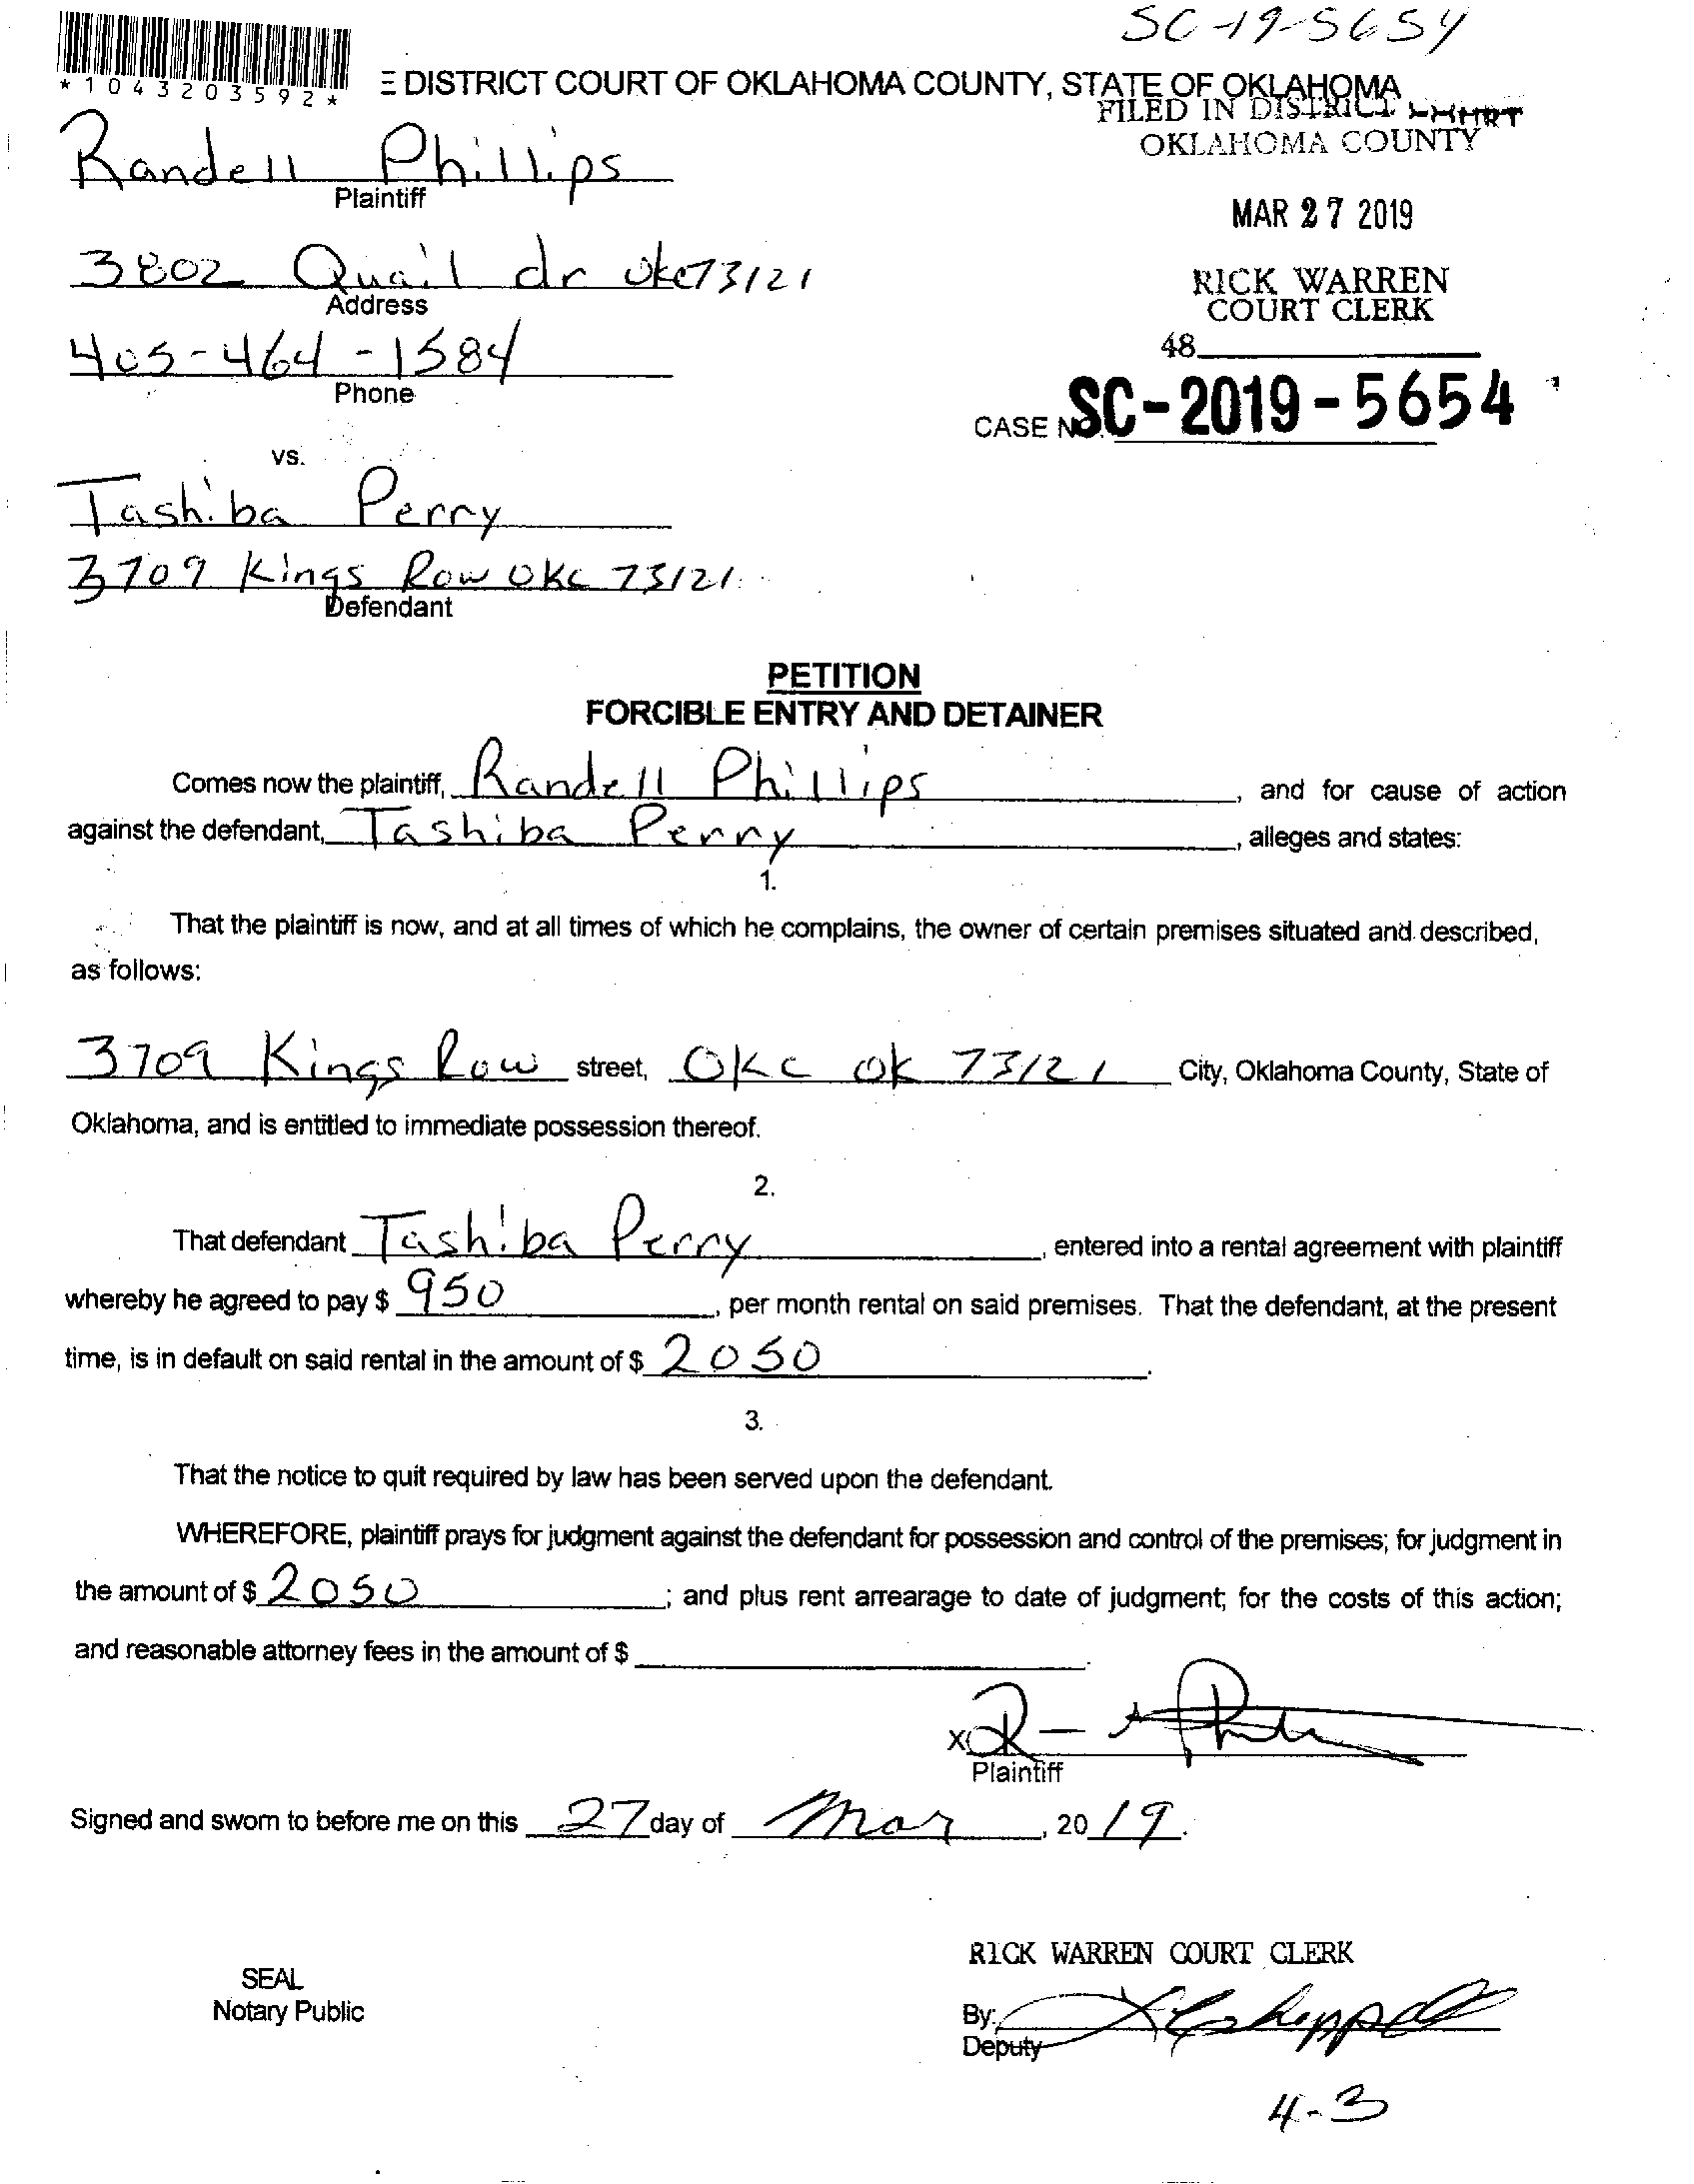 SC-19-5654
*1043203592*
E DISTRICT COURT OF OKLAHOMA COUNTY, STATE OF OKLAHOMA
FILED IN DISTRICT COURT
OKLAHOMA COUNTY
Randell Phillips
Plaintiff
MAR 27 2019
3802 Quail dr okc 73121
Address
RICK WARREN
COURT CLERK
405-464-1584
Phone
48
CASE NO. SC-2019-5654
vs.
Tashiba Perry
3709 Kings Row OKC 73121
Defendant
PETITION
FORCIBLE ENTRY AND DETAINER
Comes now the plaintiff, Randell Phillips, and for cause of action
against the defendant, Tashiba Perry, alleges and states:
1.
That the plaintiff is now, and at all times of which he complains, the owner of certain premises situated and described,
as follows:
3709 Kings Row street, OKC OK 73121 City, Oklahoma County, State of
Oklahoma, and is entitled to immediate possession thereof.
2.
That defendant Tashiba Perry, entered into a rental agreement with plaintiff
whereby he agreed to pay $ 950, per month rental on said premises. That the defendant, at the present
time, is in default on said rental in the amount of $ 2050.
3.
That the notice to quit required by law has been served upon the defendant.
WHEREFORE, plaintiff prays for judgment against the defendant for possession and control of the premises; for judgment in
the amount of $ 2050; and plus rent arrearage to date of judgment; for the costs of this action;
and reasonable attorney fees in the amount of $
X
Plaintiff
Signed and sworn to before me on this 27 day of Mar, 2019.
RICK WARREN COURT CLERK
SEAL
Notary Public
By:
Deputy
4-3